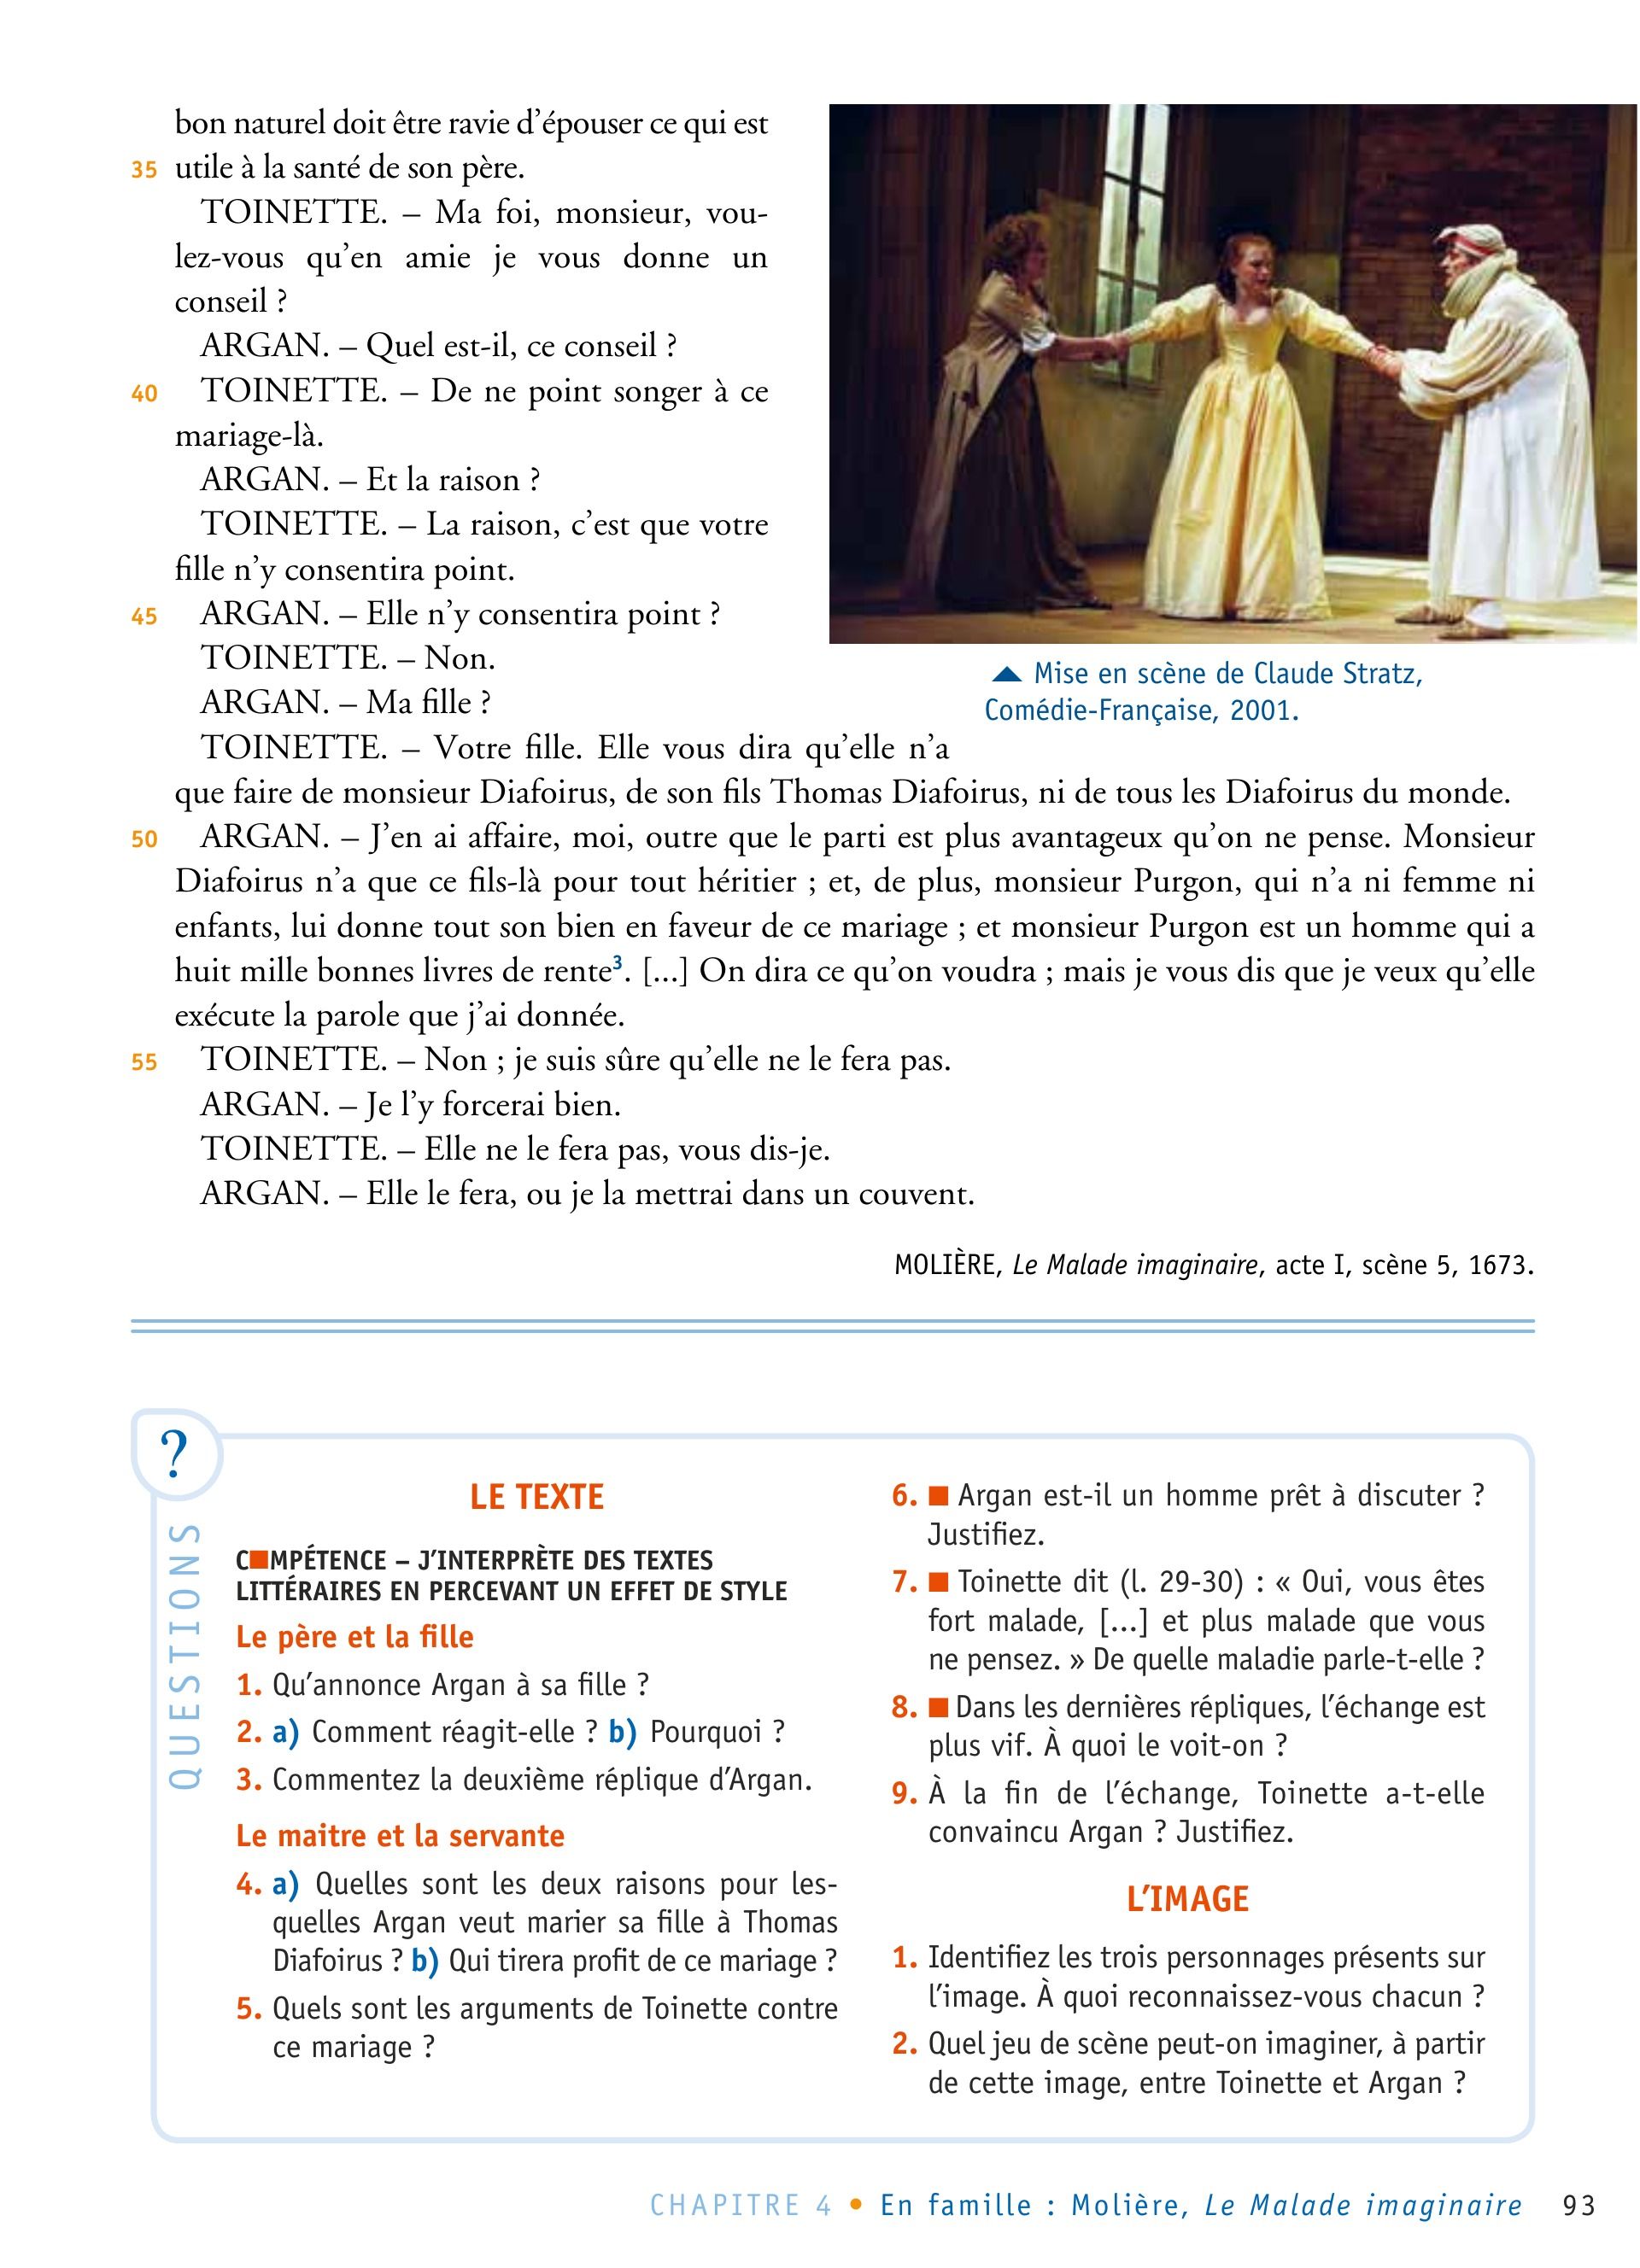 bon naturel doit être ravie d'épouser ce qui est
35 utile à la santé de son père.
TOINETTE. – Ma foi, monsieur, vou-
lez-vous qu'en amie je vous donne un
conseil ?
ARGAN. – Quel est-il, ce conseil ?
40 TOINETTE. – De ne point songer à ce
mariage-là.
ARGAN. – Et la raison ?
TOINETTE. – La raison, c'est que votre
fille n'y consentira point.
45 ARGAN. – Elle n'y consentira point ?
TOINETTE. – Non.
ARGAN. – Ma fille ?
TOINETTE. – Votre fille. Elle vous dira qu'elle n'a
que faire de monsieur Diafoirus, de son fils Thomas Diafoirus, ni de tous les Diafoirus du monde.
50 ARGAN. – J'en ai affaire, moi, outre que le parti est plus avantageux qu'on ne pense. Monsieur
Diafoirus n'a que ce fils-là pour tout héritier ; et, de plus, monsieur Purgon, qui n'a ni femme ni
enfants, lui donne tout son bien en faveur de ce mariage ; et monsieur Purgon est un homme qui a
huit mille bonnes livres de rente³. [...] On dira ce qu'on voudra ; mais je vous dis que je veux qu'elle
exécute la parole que j'ai donnée.
55 TOINETTE. – Non ; je suis sûre qu'elle ne le fera pas.
ARGAN. – Je l'y forcerai bien.
TOINETTE. – Elle ne le fera pas, vous dis-je.
ARGAN. – Elle le fera, ou je la mettrai dans un couvent.
MOLIÈRE, Le Malade imaginaire, acte I, scène 5, 1673.
▲ Mise en scène de Claude Stratz,
Comédie-Française, 2001.
?
QUESTIONS
LE TEXTE
C■MPÉTENCE – J'INTERPRÈTE DES TEXTES
LITTÉRAIRES EN PERCEVANT UN EFFET DE STYLE
Le père et la fille
1. Qu'annonce Argan à sa fille ?
2. a) Comment réagit-elle ? b) Pourquoi ?
3. Commentez la deuxième réplique d'Argan.
Le maitre et la servante
4. a) Quelles sont les deux raisons pour les-
quelles Argan veut marier sa fille à Thomas
Diafoirus ? b) Qui tirera profit de ce mariage ?
5. Quels sont les arguments de Toinette contre
ce mariage ?
6. ■ Argan est-il un homme prêt à discuter ?
Justifiez.
7. ■ Toinette dit (l. 29-30) : « Oui, vous êtes
fort malade, [...] et plus malade que vous
ne pensez. » De quelle maladie parle-t-elle ?
8. ■ Dans les dernières répliques, l'échange est
plus vif. À quoi le voit-on ?
9. À la fin de l'échange, Toinette a-t-elle
convaincu Argan ? Justifiez.
L'IMAGE
1. Identifiez les trois personnages présents sur
l'image. À quoi reconnaissez-vous chacun ?
2. Quel jeu de scène peut-on imaginer, à partir
de cette image, entre Toinette et Argan ?
CHAPITRE 4 • En famille : Molière, Le Malade imaginaire 93